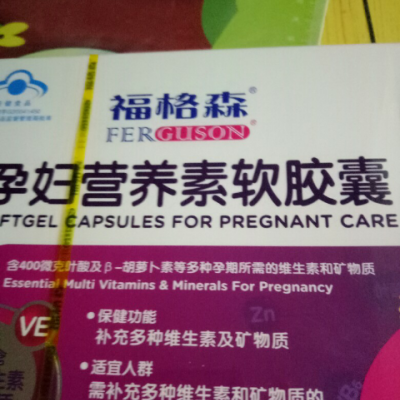 福格森®
FERGUSON®
孕妇营养素软胶囊
FTGEL CAPSULES FOR PREGNANT CARE
含400微克叶酸及β-胡萝卜素等多种孕期所需的维生素和矿物质
Essential Multi Vitamins & Minerals For Pregnancy
VE
Zn
•保健功能
补充多种维生素及矿物质
•适宜人群
需补充多种维生素和矿物质的